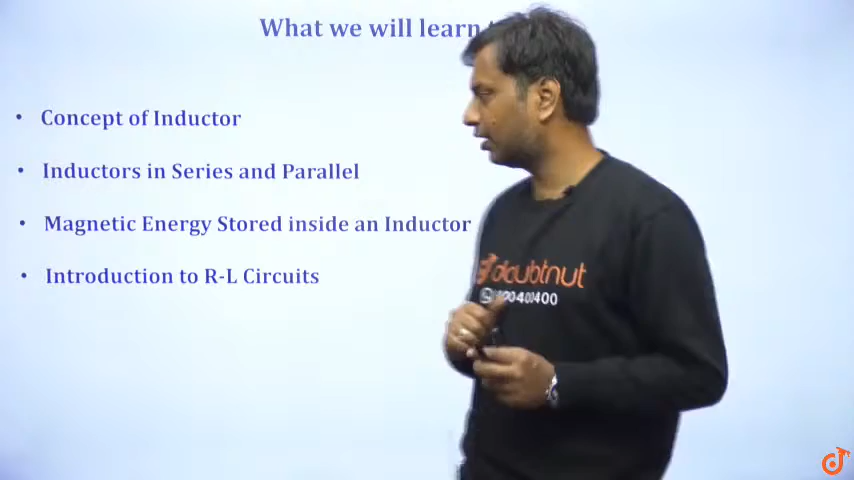 What we will learn
• Concept of Inductor
• Inductors in Series and Parallel
• Magnetic Energy Stored inside an Inductor
• Introduction to R-L Circuits
doubtnut
400400